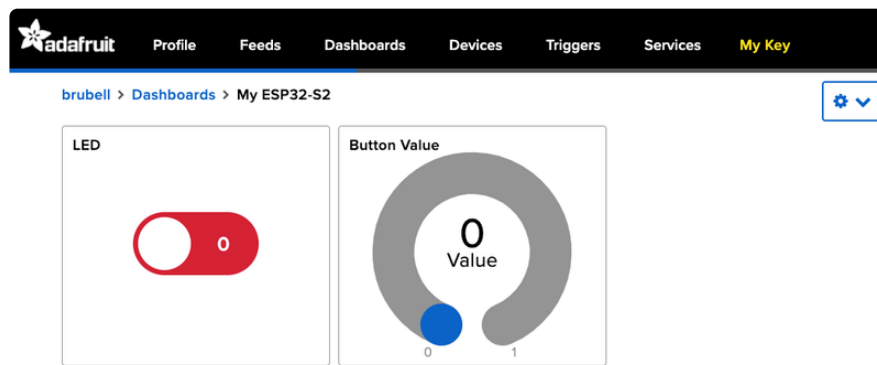 adafruit Profile Feeds Dashboards Devices Triggers Services My Key
brubell > Dashboards > My ESP32-S2
LED
0
Button Value
0
Value
0 1